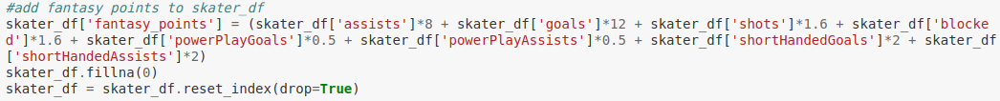 #add fantasy points to skater_df
skater_df['fantasy_points'] = (skater_df['assists']*8 + skater_df['goals']*12 + skater_df['shots']*1.6 + skater_df['blocke
d']*1.6 + skater_df['powerPlayGoals']*0.5 + skater_df['powerPlayAssists']*0.5 + skater_df['shortHandedGoals']*2 + skater_df
['shortHandedAssists']*2)
skater_df.fillna(0)
skater_df = skater_df.reset_index(drop=True)